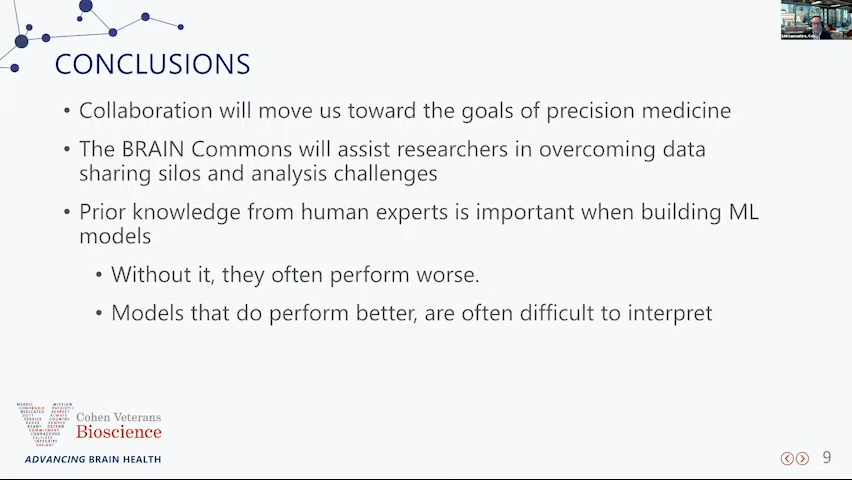 CONCLUSIONS
• Collaboration will move us toward the goals of precision medicine
• The BRAIN Commons will assist researchers in overcoming data
sharing silos and analysis challenges
• Prior knowledge from human experts is important when building ML
models
• Without it, they often perform worse.
• Models that do perform better, are often difficult to interpret
Cohen Veterans
Bioscience
ADVANCING BRAIN HEALTH
9